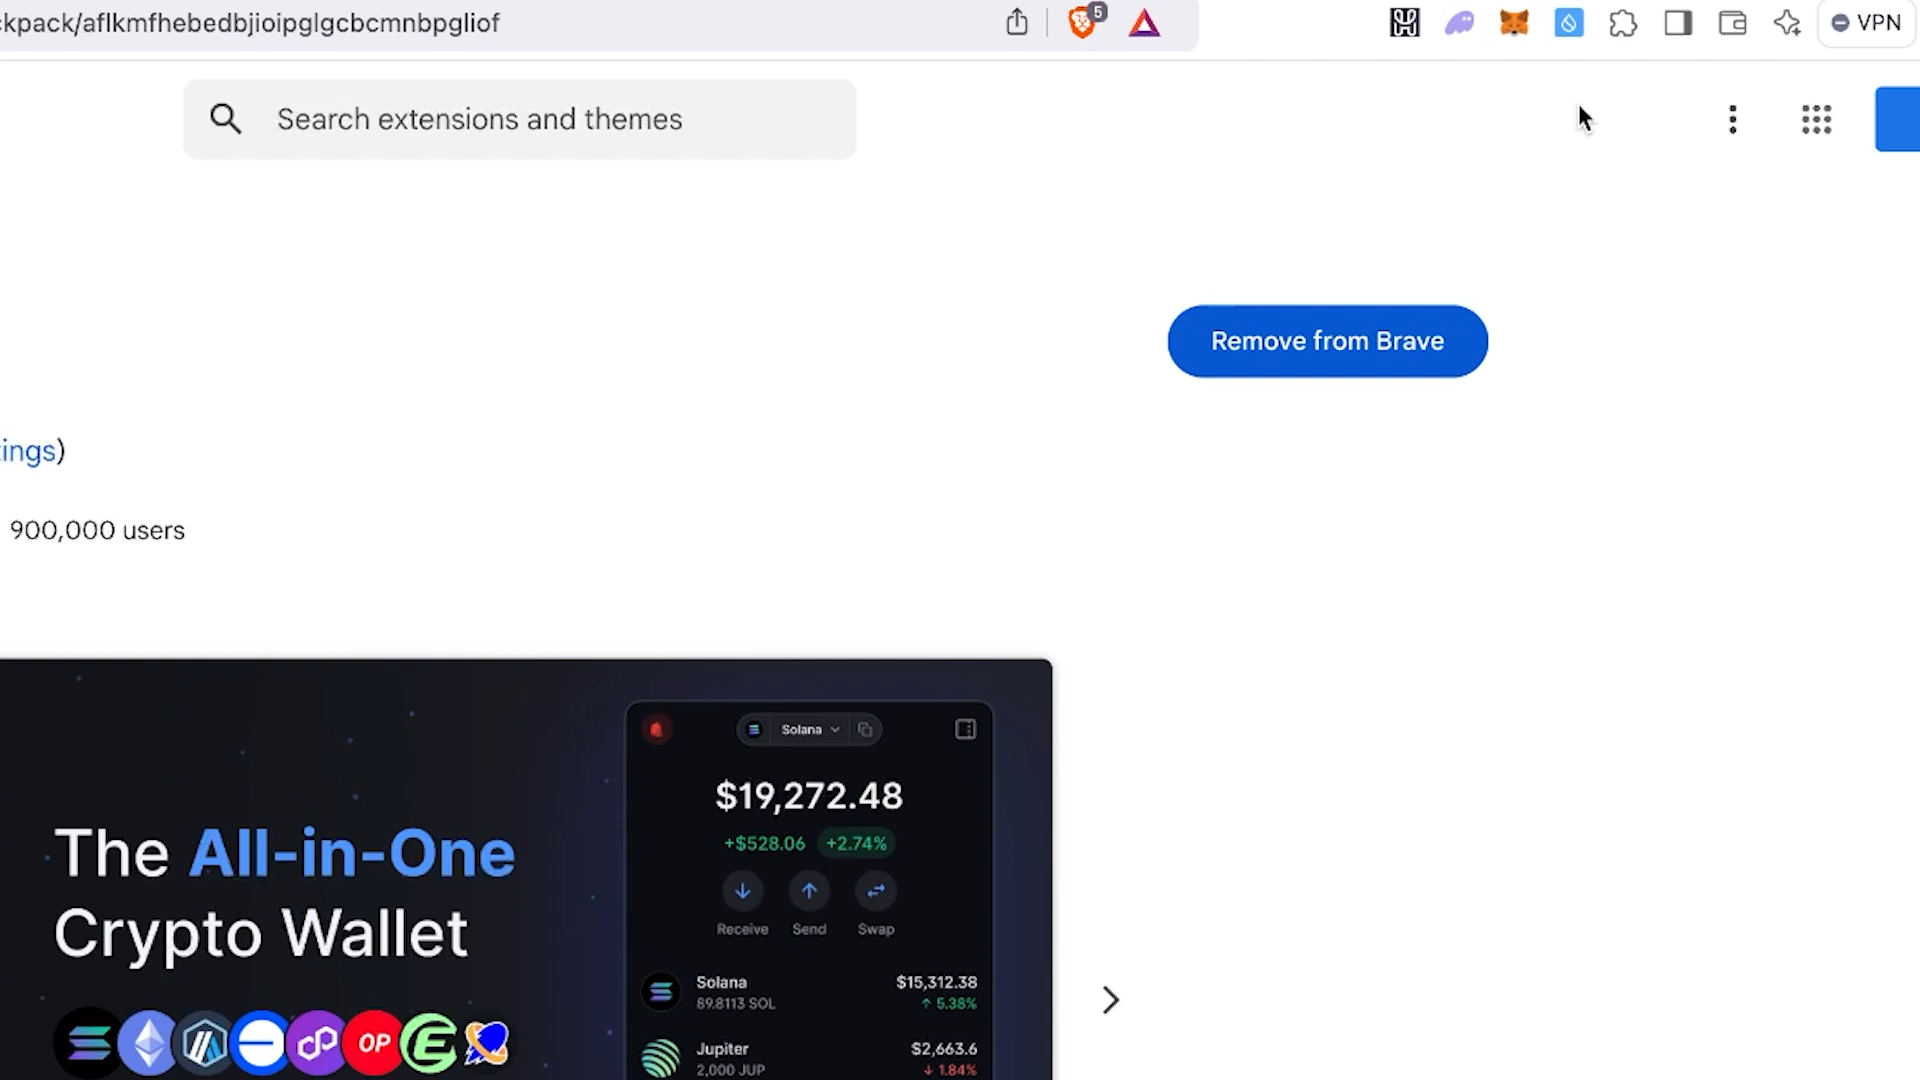 ckpack/aflkmfhebedbjioipglgcbcmnbpgliof
5
VPN
Search extensions and themes
Remove from Brave
ings)
900,000 users
The All-in-One
Crypto Wallet
OP
Solana
$19,272.48
+$528.06 +2.74%
Receive Send Swap
Solana $15,312.38
89.8113 SOL ↑ 5.38%
Jupiter $2,663.6
2,000 JUP ↓ 1.84%